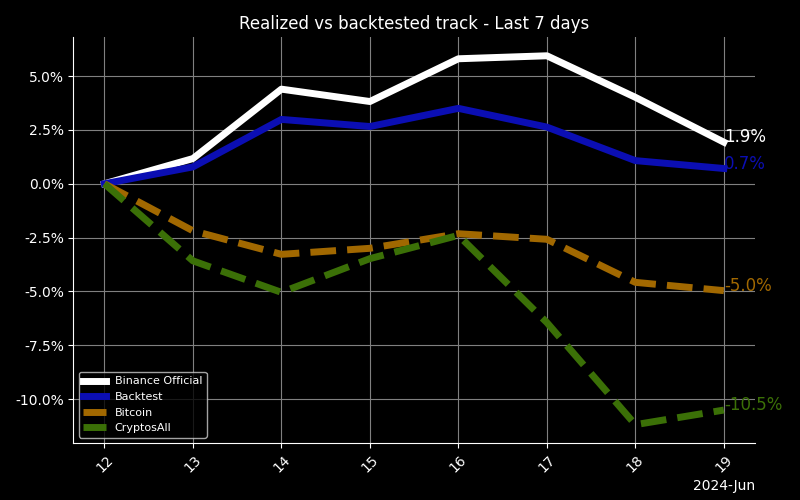 Realized vs backtested track - Last 7 days
5.0%
2.5%
0.0%
-2.5%
-5.0%
-7.5%
-10.0%
1.9%
0.7%
-5.0%
-10.5%
Binance Official
Backtest
Bitcoin
CryptosAll
12 13 14 15 16 17 18 19
2024-Jun